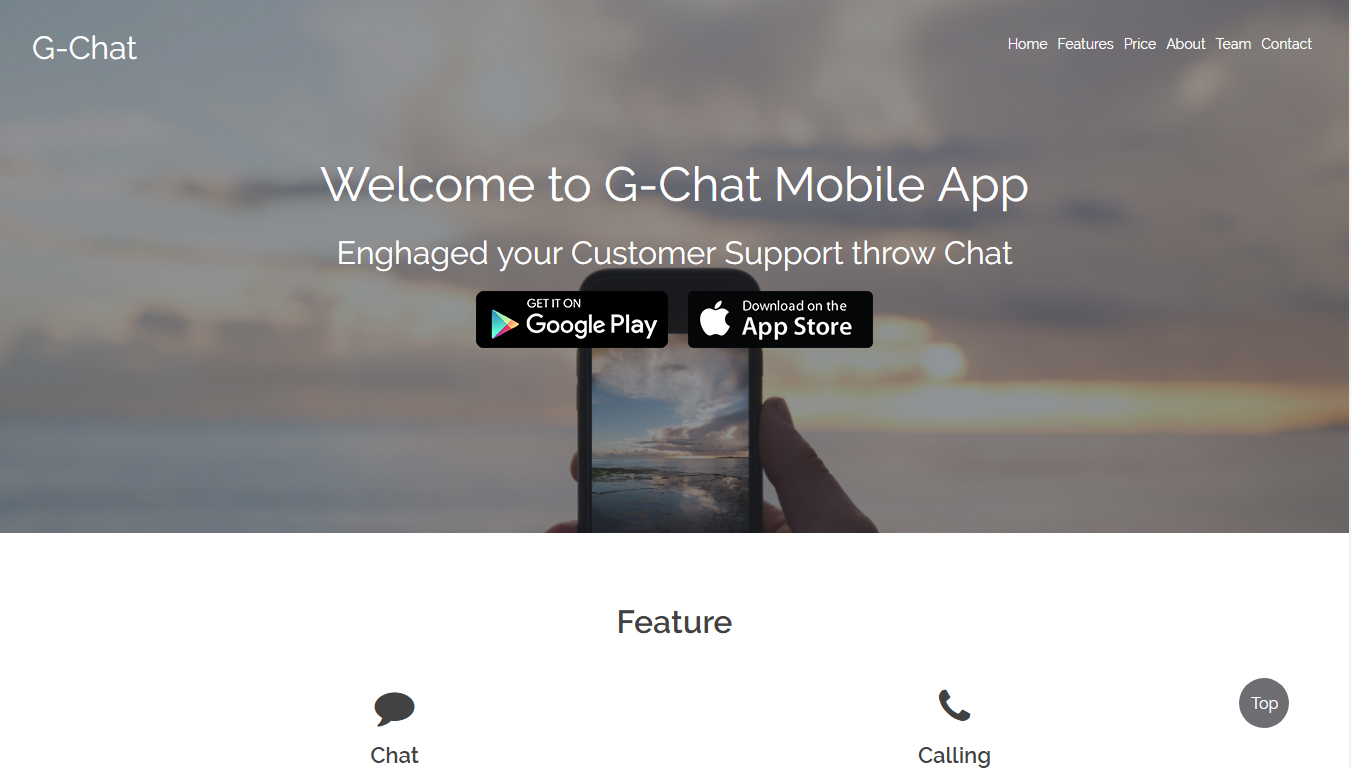 G-Chat
Home Features Price About Team Contact
Welcome to G-Chat Mobile App
Enghaged your Customer Support throw Chat
GET IT ON
Google Play
Download on the
App Store
Feature
Chat
Calling
Top